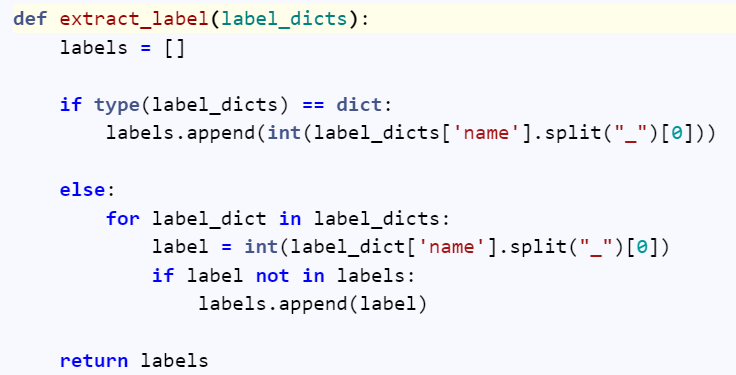 def extract_label(label_dicts):
    labels = []

    if type(label_dicts) == dict:
        labels.append(int(label_dicts['name'].split("_")[0]))

    else:
        for label_dict in label_dicts:
            label = int(label_dict['name'].split("_")[0])
            if label not in labels:
                labels.append(label)

    return labels